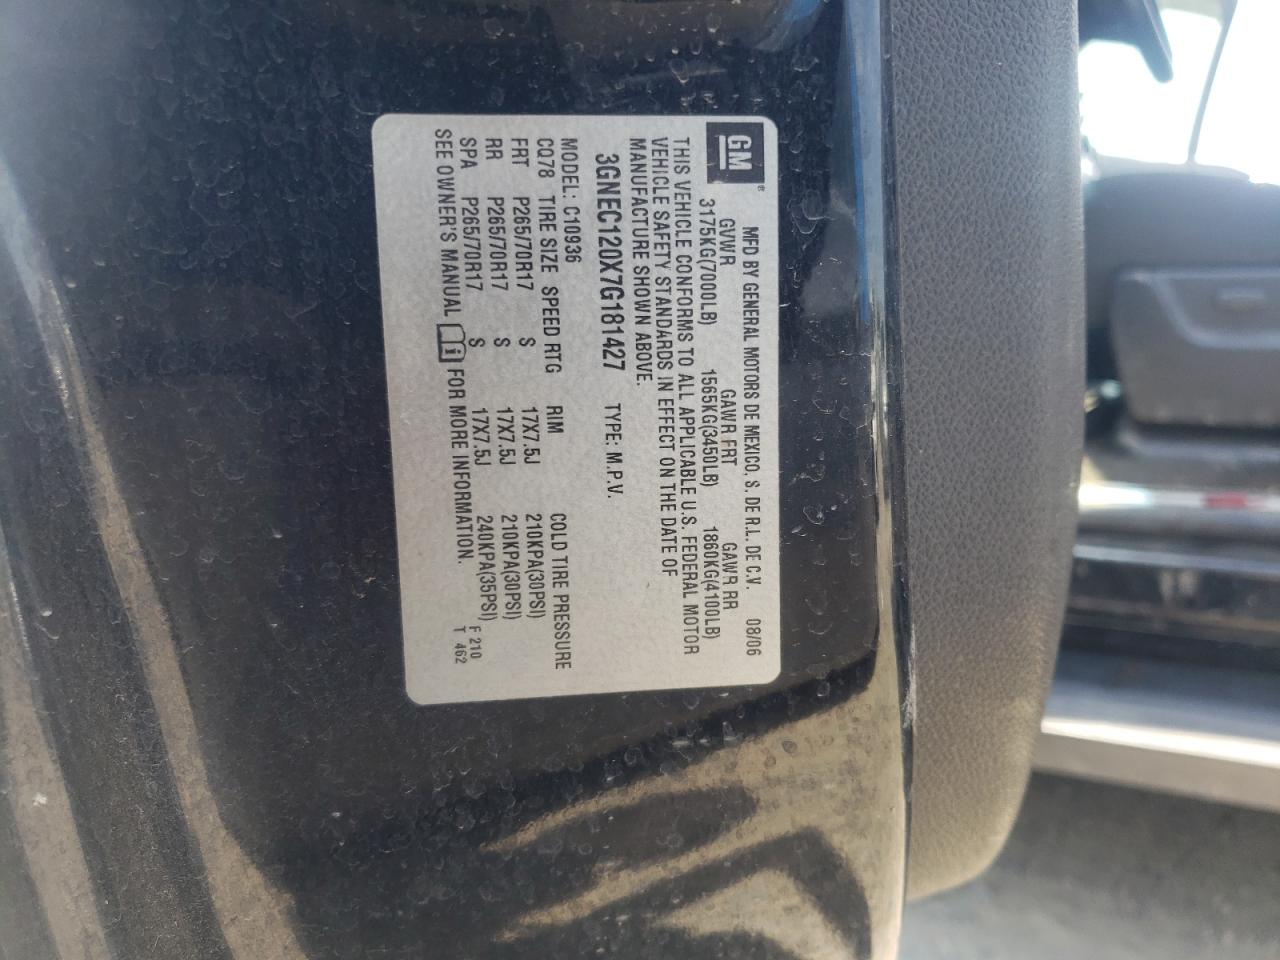 GM ®
MFD BY GENERAL MOTORS DE MEXICO, S. DE R.L. DE C.V. 08/06
GVWR GAWR FRT GAWR RR
3175KG(7000LB) 1565KG(3450LB) 1860KG(4100LB)
THIS VEHICLE CONFORMS TO ALL APPLICABLE U.S. FEDERAL MOTOR
VEHICLE SAFETY STANDARDS IN EFFECT ON THE DATE OF
MANUFACTURE SHOWN ABOVE.
3GNEC120X7G181427 TYPE: M.P.V.
MODEL: C10936
CQ78 TIRE SIZE SPEED RTG RIM COLD TIRE PRESSURE
FRT P265/70R17 S 17X7.5J 210KPA(30PSI)
RR P265/70R17 S 17X7.5J 210KPA(30PSI)
SPA P265/70R17 S 17X7.5J 240KPA(35PSI)
SEE OWNER'S MANUAL i FOR MORE INFORMATION.
F 210
T 462